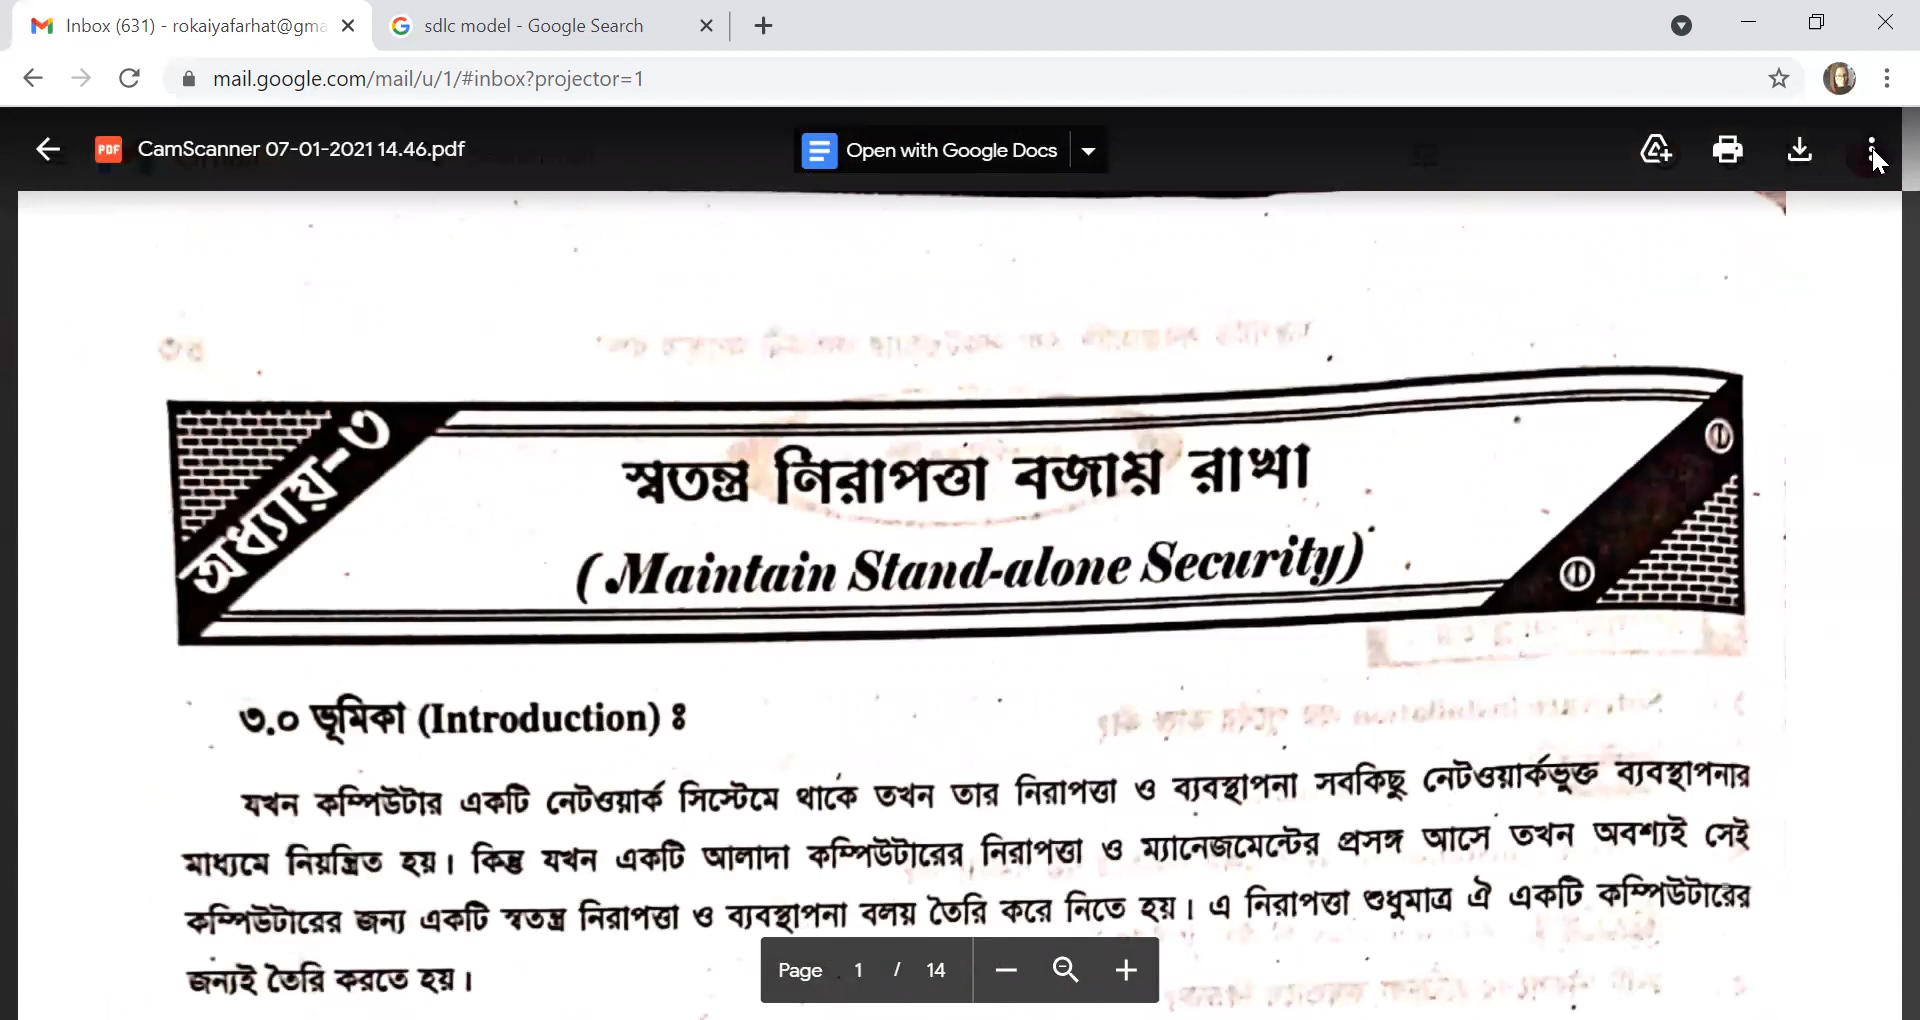 Inbox (631) - rokaiyafarhat@gma
sdlc model - Google Search
mail.google.com/mail/u/1/#inbox?projector=1
PDF CamScanner 07-01-2021 14.46.pdf
Open with Google Docs
অধ্যায়-৩
স্বতন্ত্র নিরাপত্তা বজায় রাখা
(Maintain Stand-alone Security)
৩.০ ভূমিকা (Introduction) ঃ
যখন কম্পিউটার একটি নেটওয়ার্ক সিস্টেমে থাকে তখন তার নিরাপত্তা ও ব্যবস্থাপনা সবকিছু নেটওয়ার্কভুক্ত ব্যবস্থাপনার
মাধ্যমে নিয়ন্ত্রিত হয়। কিন্তু যখন একটি আলাদা কম্পিউটারের নিরাপত্তা ও ম্যানেজমেন্টের প্রসঙ্গ আসে তখন অবশ্যই সেই
কম্পিউটারের জন্য একটি স্বতন্ত্র নিরাপত্তা ও ব্যবস্থাপনা বলয় তৈরি করে নিতে হয়। এ নিরাপত্তা শুধুমাত্র ঐ একটি কম্পিউটারের
জন্যই তৈরি করতে হয়।
Page 1 / 14